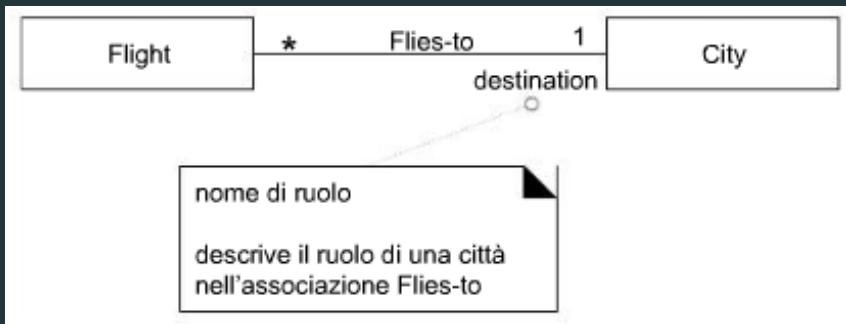 Flight
*
Flies-to
1
City
destination
nome di ruolo
descrive il ruolo di una città
nell'associazione Flies-to